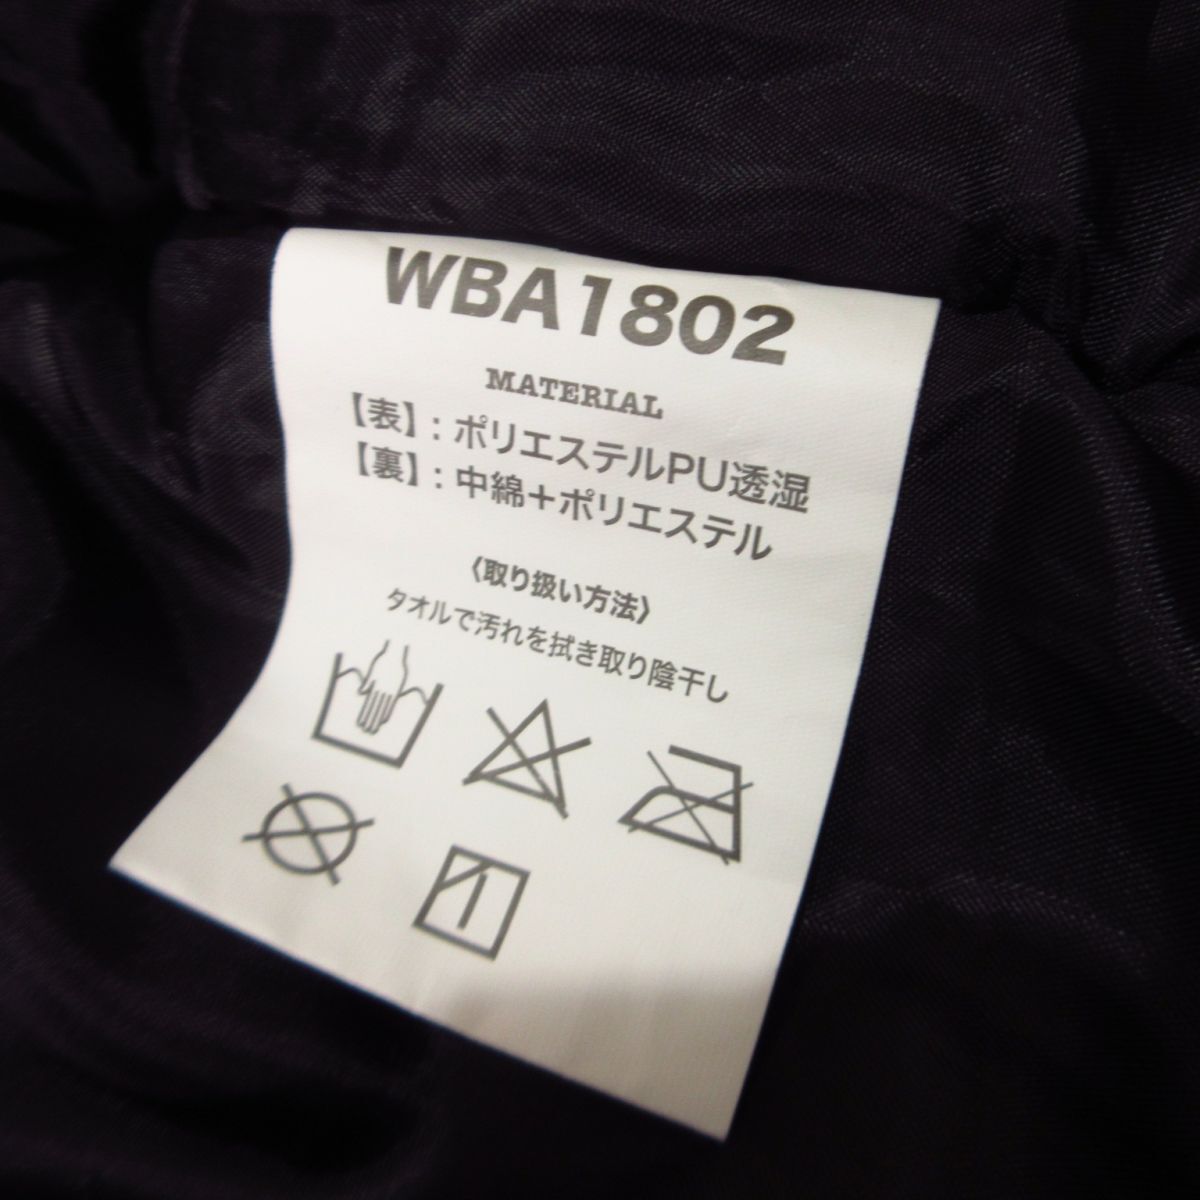 WBA1802
MATERIAL
【表】:ポリエステルPU透湿
【裏】:中綿+ポリエステル
〈取り扱い方法〉
タオルで汚れを拭き取り陰干し